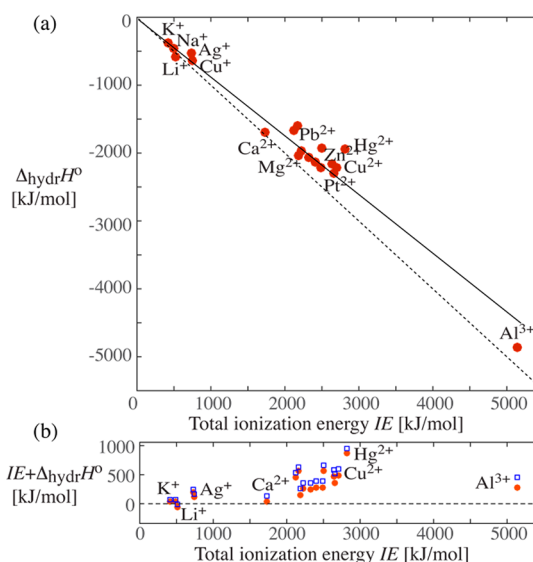 (a)
0
-1000
-2000
-3000
-4000
-5000
ΔhydrHº
[kJ/mol]
K⁺
Na⁺
Ag⁺
Li⁺
Cu⁺
Pb²⁺
Ca²⁺
Zn²⁺
Hg²⁺
Mg²⁺
Cu²⁺
Pt²⁺
Al³⁺
0 1000 2000 3000 4000 5000
Total ionization energy IE [kJ/mol]
(b)
1000
500
0
IE+ΔhydrHº
[kJ/mol]
K⁺
Ag⁺
Li⁺
Ca²⁺
Hg²⁺
Cu²⁺
Al³⁺
0 1000 2000 3000 4000 5000
Total ionization energy IE [kJ/mol]